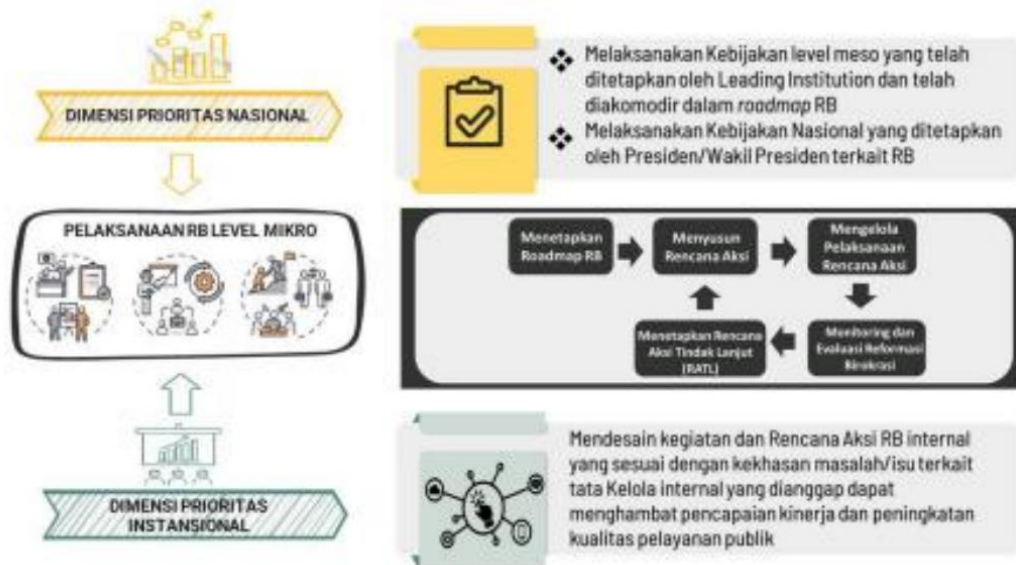 DIMENSI PRIORITAS NASIONAL
❖ Melaksanakan Kebijakan level meso yang telah
ditetapkan oleh Leading Institution dan telah
diakomodir dalam roadmap RB
❖ Melaksanakan Kebijakan Nasional yang ditetapkan
oleh Presiden/Wakil Presiden terkait RB
PELAKSANAAN RB LEVEL MIKRO
Menetapkan
Roadmap RB
Menyusun
Rencana Aksi
Mengelola
Pelaksanaan
Rencana Aksi
Monitoring dan
Evaluasi Reformasi
Birokrasi
Menetapkan Rencana
Aksi Tindak Lanjut
(RATL)
DIMENSI PRIORITAS
INSTANSIONAL
Mendesain kegiatan dan Rencana Aksi RB internal
yang sesuai dengan kekhasan masalah/isu terkait
tata Kelola internal yang dianggap dapat
menghambat pencapaian kinerja dan peningkatan
kualitas pelayanan publik